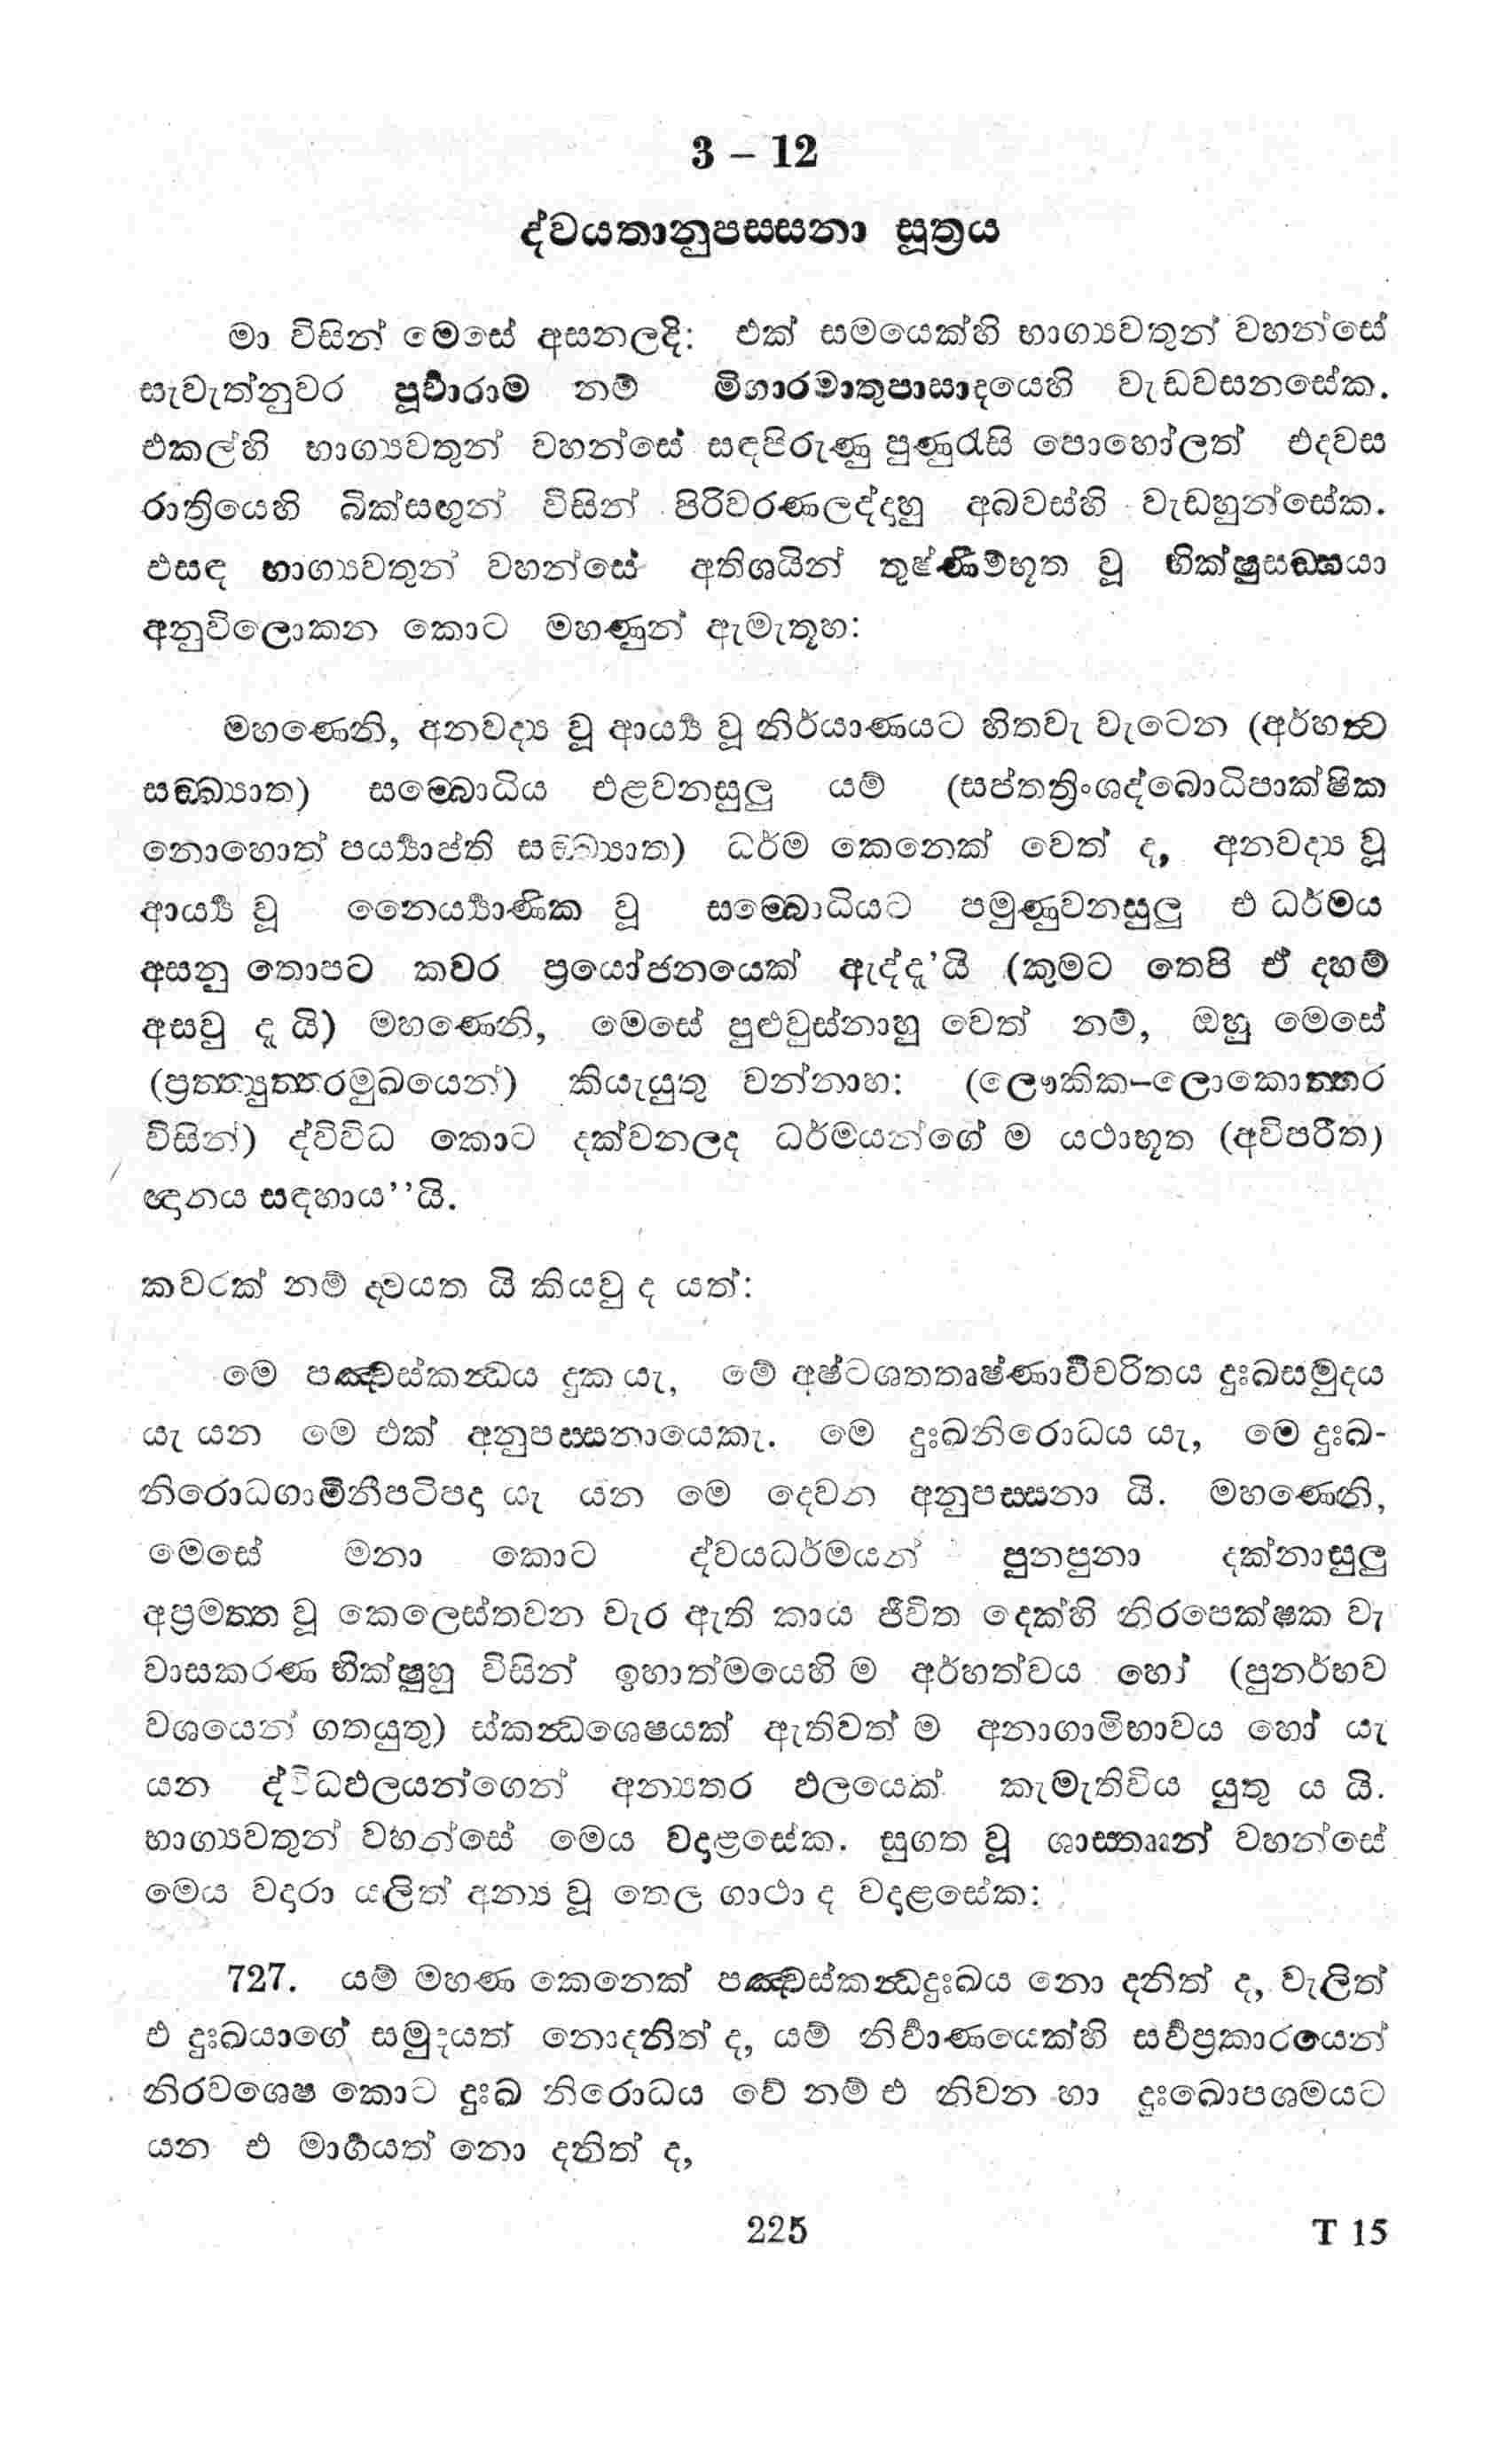 3 – 12
ද්වයතානුපස්සනා සූත්‍රය
මා විසින් මෙසේ අසනලදි: එක් සමයෙක්හි භාග්‍යවතුන් වහන්සේ
සැවැත්නුවර පූර්‍වාරාම නම් මිගාරමාතුපාසාදයෙහි වැඩවසනසේක.
එකල්හි භාග්‍යවතුන් වහන්සේ සඳපිරුණු පුණුරැසි පොහෝලත් එදවස
රාත්‍රියෙහි බික්සඟුන් විසින් පිරිවරණලද්දාහු අබවස්හි වැඩහුන්සේක.
එසඳ භාග්‍යවතුන් වහන්සේ අතිශයින් තූෂ්ණීම්භූත වූ භික්ෂුසඞ්ඝයා
අනුවිලොකන කොට මහණුන් ඇමැතූහ:
මහණෙනි, අනවද්‍ය වූ ආර්‍ය්‍ය වූ නිර්යාණයට හිතවැ වැටෙන (අර්හත්‍ව
සඞ්ඛ්‍යාත) සම්බොධිය එළවනසුලු යම් (සප්තත්‍රිංශද්බොධිපාක්ෂික
නොහොත් පර්‍ය්‍යාප්ති සඞ්ඛ්‍යාත) ධර්ම කෙනෙක් වෙත් ද, අනවද්‍ය වූ
ආර්‍ය්‍ය වූ නෛර්‍ය්‍යාණික වූ සම්බොධියට පමුණුවනසුලු එ ධර්මය
අසනු තොපට කවර ප්‍රයෝජනයෙක් ඇද්ද'යි (කුමට තෙපි ඒ දහම්
අසවු දැ යි) මහණෙනි, මෙසේ පුළුවුස්නාහු වෙත් නම්, ඔහු මෙසේ
(ප්‍රත්‍යුත්තරමුඛයෙන්) කියැයුතු වන්නාහ: (ලෞකික–ලොකොත්තර
විසින්) ද්විවිධ කොට දක්වනලද ධර්මයන්ගේ ම යථාභූත (අවිපරීත)
ඥානය සඳහාය''යි.
කවරක් නම් ද්‍වයත යි කියවු ද යත්:
මෙ පඤ්චස්කන්‍ධය දුක යැ, මේ අෂ්ටශතතෘෂ්ණාවිචරිතය දුඃඛසමුදය
යැ යන මෙ එක් අනුපස්සනායෙකැ. මෙ දුඃඛනිරොධය යැ, මෙ දුඃඛ-
නිරොධගාමිනීපටිපදා යැ යන මෙ දෙවන අනුපස්සනා යි. මහණෙනි,
මෙසේ මනා කොට ද්වයධර්මයන් පුනපුනා දක්නාසුලු
අප්‍රමත්ත වූ කෙලෙස්තවන වැර ඇති කාය ජීවිත දෙක්හි නිරපෙක්ෂක වැ
වාසකරණ භික්ෂුහු විසින් ඉහාත්මයෙහි ම අර්හත්වය හෝ (පුනර්භව
වශයෙන් ගතයුතු) ස්කන්‍ධශෙෂයක් ඇතිවත් ම අනාගාමිභාවය හෝ යැ
යන ද්විධඵලයන්ගෙන් අන්‍යතර ඵලයෙක් කැමැතිවිය යුතු ය යි.
භාග්‍යවතුන් වහන්සේ මෙය වදාළසේක. සුගත වූ ශාස්තෲන් වහන්සේ
මෙය වදාරා යලිත් අන්‍ය වූ තෙල ගාථා ද වදාළසේක:
727. යම් මහණ කෙනෙක් පඤ්චස්කන්‍ධදුඃඛය නො දනිත් ද, වැලිත්
එ දුඃඛයාගේ සමුදයත් නොදනිත් ද, යම් නිර්‍වාණයෙක්හි සර්‍වප්‍රකාරයෙන්
නිරවශෙෂ කොට දුඃඛ නිරොධය වේ නම් එ නිවන හා දුඃඛොපශමයට
යන එ මාර්‍ගයත් නො දනිත් ද,
225
T 15